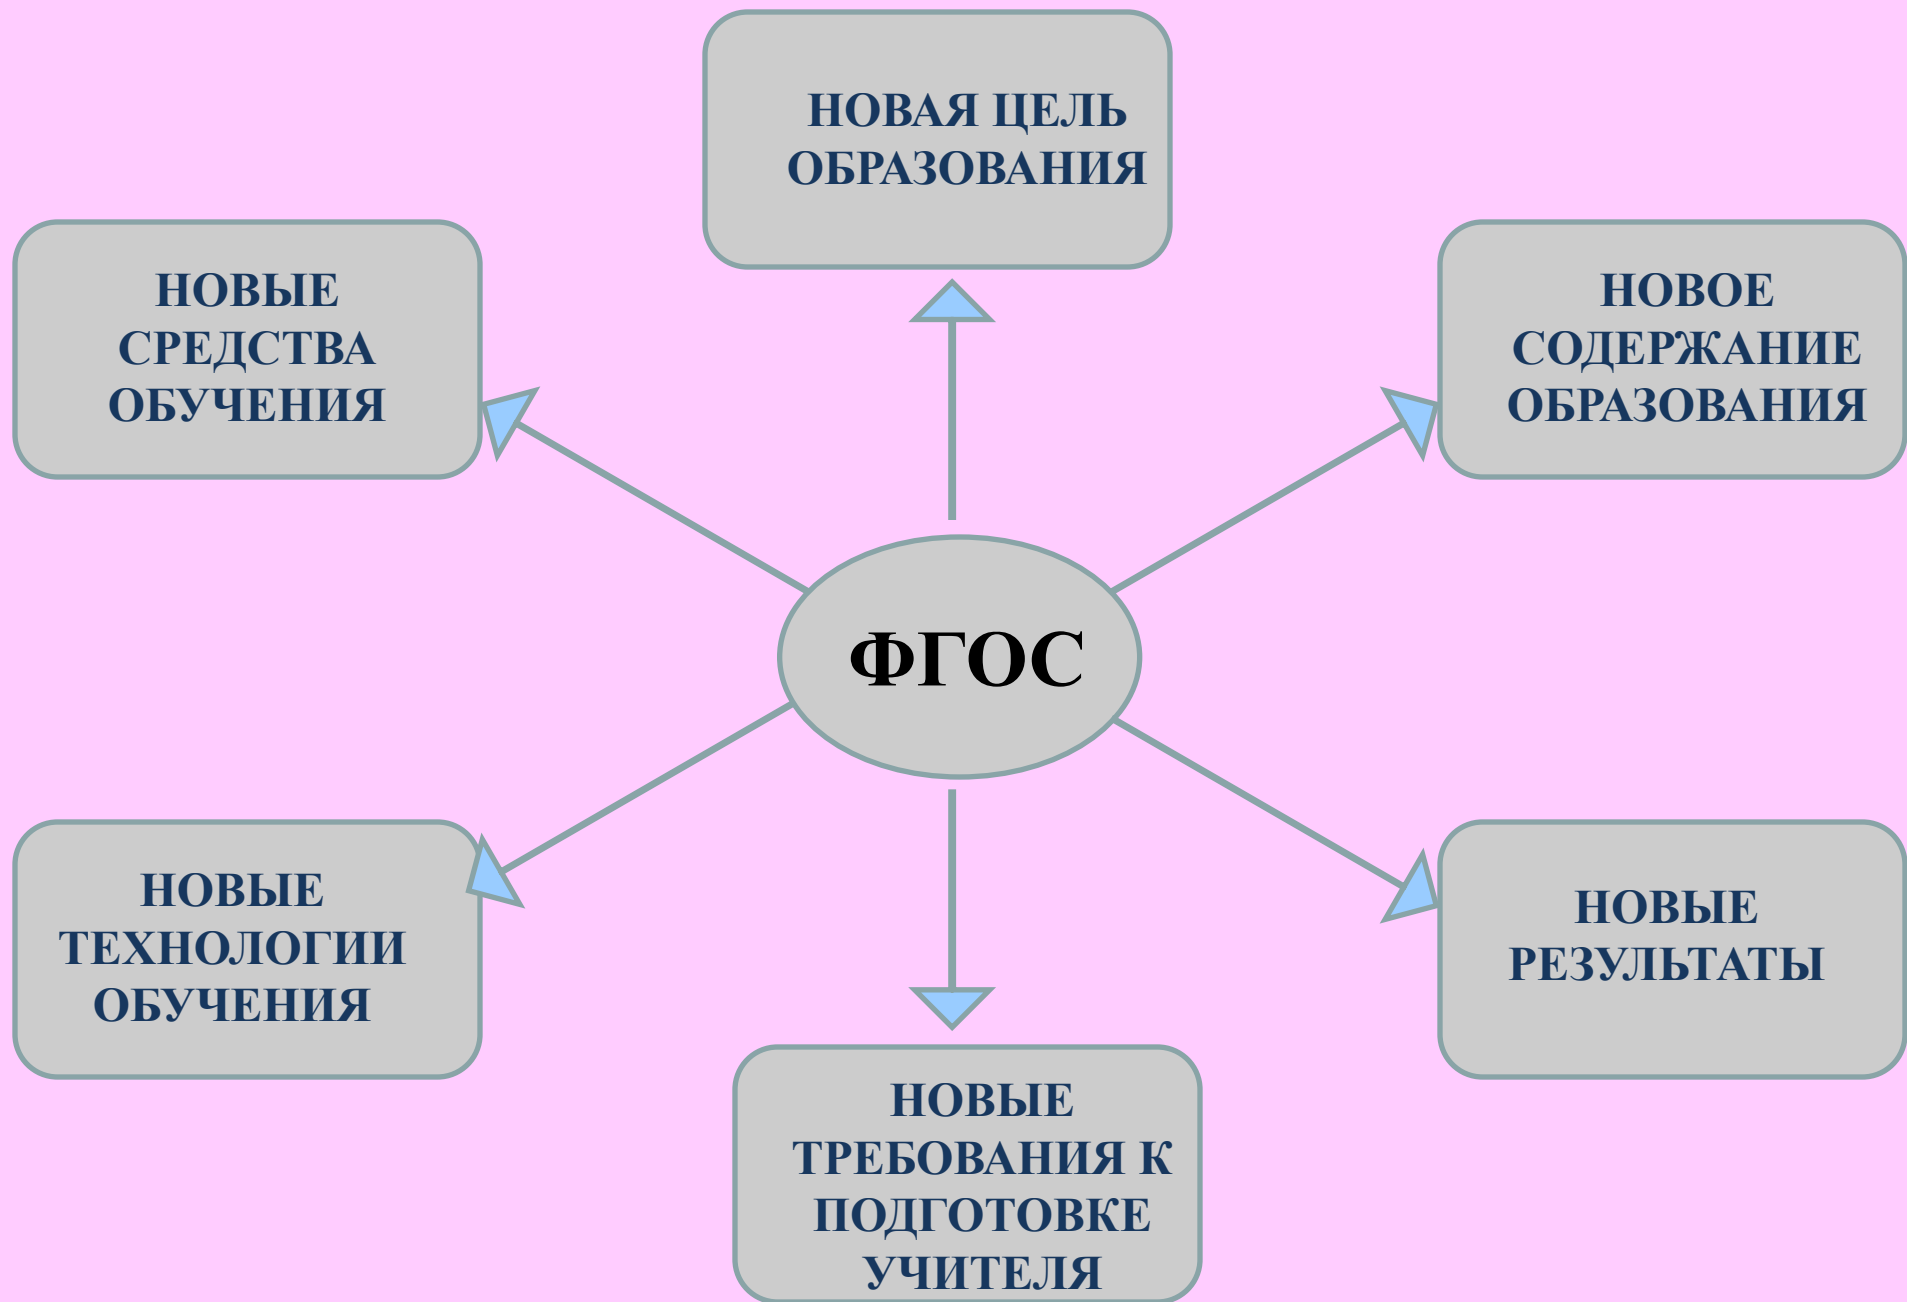 НОВАЯ ЦЕЛЬ
ОБРАЗОВАНИЯ
НОВЫЕ
СРЕДСТВА
ОБУЧЕНИЯ
НОВОЕ
СОДЕРЖАНИЕ
ОБРАЗОВАНИЯ
ФГОС
НОВЫЕ
ТЕХНОЛОГИИ
ОБУЧЕНИЯ
НОВЫЕ
РЕЗУЛЬТАТЫ
НОВЫЕ
ТРЕБОВАНИЯ К
ПОДГОТОВКЕ
УЧИТЕЛЯ